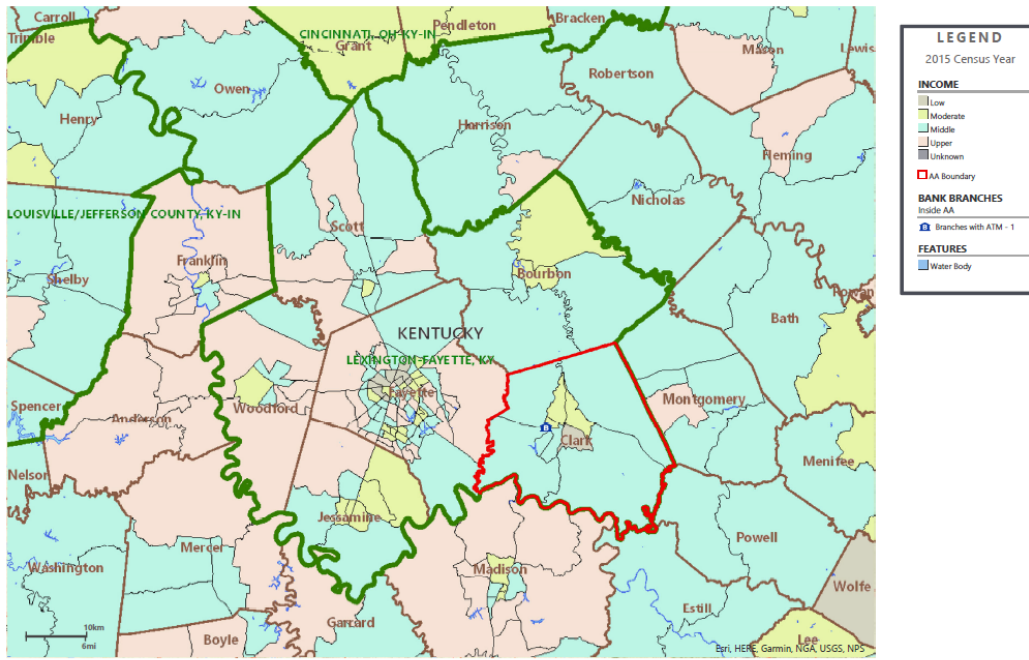 Carroll
Bracken
Pendleton
Trimble
CINCINNATI, OH-KY-IN
Grant
Mason
Lewis
Robertson
Owen
Henry
Harrison
Fleming
Nicholas
LOUISVILLE/JEFFERSON COUNTY, KY-IN
Scott
Franklin
Bourbon
Shelby
Rowan
Bath
KENTUCKY
LEXINGTON-FAYETTE, KY
Fayette
Spencer
Woodford
Montgomery
Anderson
Clark
Menifee
Nelson
Jessamine
Powell
Mercer
Washington
Madison
Wolfe
Estill
Garrard
Boyle
Lee
10km
6mi
Esri, HERE, Garmin, NGA, USGS, NPS
LEGEND
2015 Census Year
INCOME
Low
Moderate
Middle
Upper
Unknown
AA Boundary
BANK BRANCHES
Inside AA
Branches with ATM - 1
FEATURES
Water Body